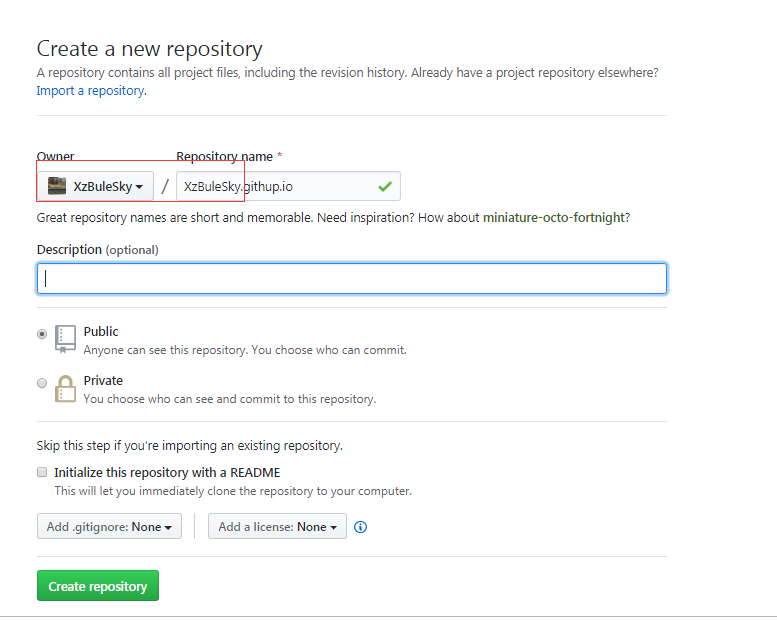 Create a new repository
A repository contains all project files, including the revision history. Already have a project repository elsewhere?
Import a repository.
Owner Repository name *
XzBuleSky / XzBuleSky.githup.io
Great repository names are short and memorable. Need inspiration? How about miniature-octo-fortnight?
Description (optional)
Public
Anyone can see this repository. You choose who can commit.
Private
You choose who can see and commit to this repository.
Skip this step if you're importing an existing repository.
Initialize this repository with a README
This will let you immediately clone the repository to your computer.
Add .gitignore: None Add a license: None
Create repository